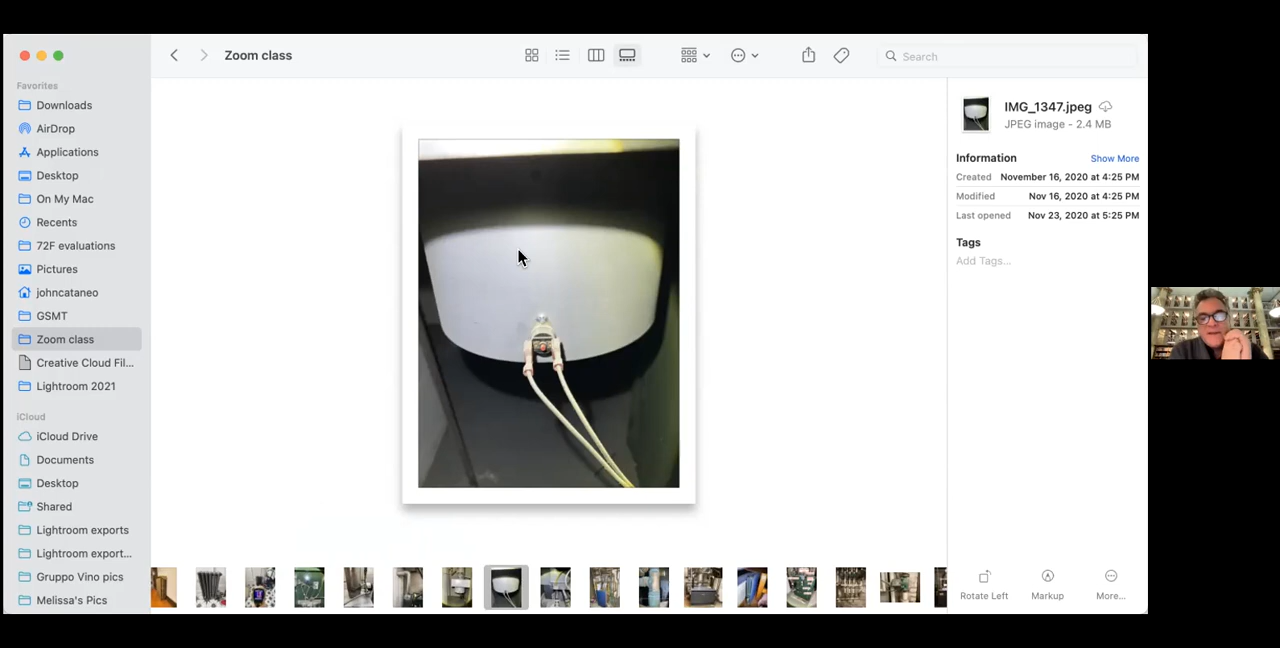 Zoom class
Search
Favorites
Downloads
AirDrop
Applications
Desktop
On My Mac
Recents
72F evaluations
Pictures
johncataneo
GSMT
Zoom class
Creative Cloud Fil...
Lightroom 2021
iCloud
iCloud Drive
Documents
Desktop
Shared
Lightroom exports
Lightroom export...
Gruppo Vino pics
Melissa's Pics
IMG_1347.jpeg
JPEG image - 2.4 MB
Information
Show More
Created November 16, 2020 at 4:25 PM
Modified Nov 16, 2020 at 4:25 PM
Last opened Nov 23, 2020 at 5:25 PM
Tags
Add Tags...
Rotate Left
Markup
More...